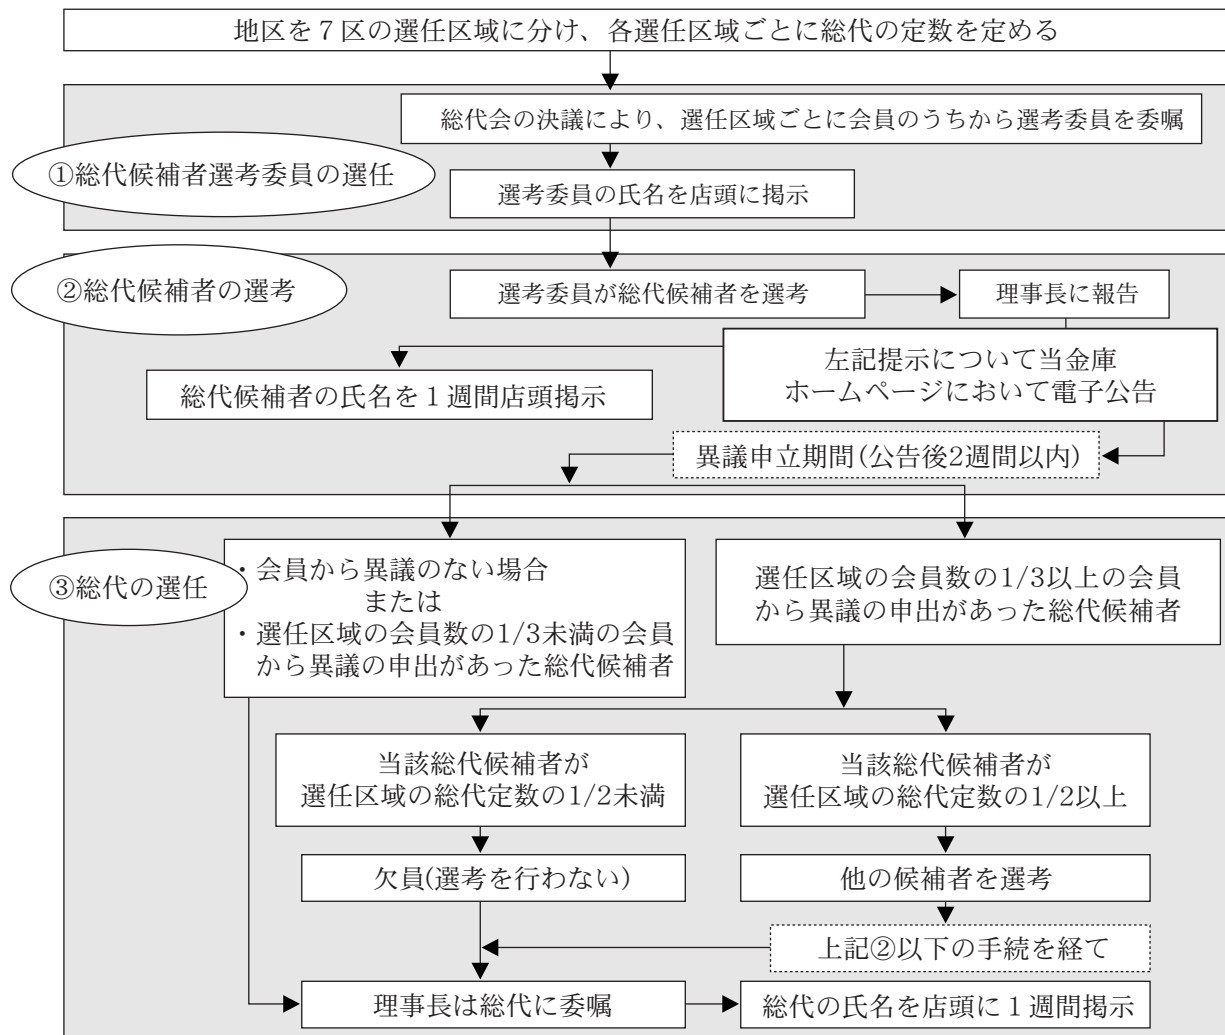 地区を７区の選任区域に分け、各選任区域ごとに総代の定数を定める
総代会の決議により、選任区域ごとに会員のうちから選考委員を委嘱
①総代候補者選考委員の選任
選考委員の氏名を店頭に掲示
②総代候補者の選考
選考委員が総代候補者を選考
理事長に報告
左記提示について当金庫
ホームページにおいて電子公告
総代候補者の氏名を１週間店頭掲示
異議申立期間(公告後2週間以内)
③総代の選任
・会員から異議のない場合
または
・選任区域の会員数の1/3未満の会員
から異議の申出があった総代候補者
選任区域の会員数の1/3以上の会員
から異議の申出があった総代候補者
当該総代候補者が
選任区域の総代定数の1/2未満
当該総代候補者が
選任区域の総代定数の1/2以上
欠員(選考を行わない)
他の候補者を選考
上記②以下の手続を経て
理事長は総代に委嘱
総代の氏名を店頭に１週間掲示